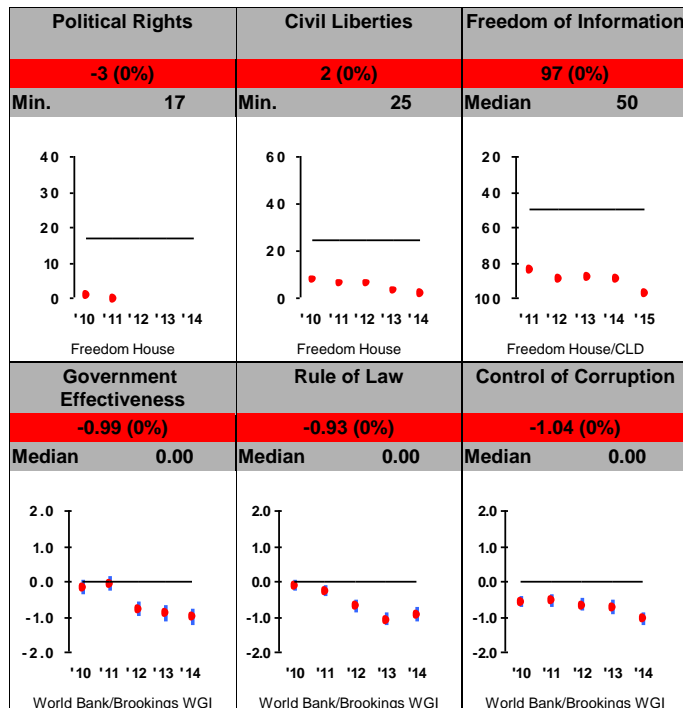 Political Rights
-3 (0%)
Min. 17
40
30
20
10
0
'10 '11 '12 '13 '14
Freedom House
Civil Liberties
2 (0%)
Min. 25
60
40
20
0
'10 '11 '12 '13 '14
Freedom House
Freedom of Information
97 (0%)
Median 50
20
40
60
80
100
'11 '12 '13 '14 '15
Freedom House/CLD
Government
Effectiveness
-0.99 (0%)
Median 0.00
2.0
1.0
0.0
-1.0
-2.0
'10 '11 '12 '13 '14
World Bank/Brookings WGI
Rule of Law
-0.93 (0%)
Median 0.00
2.0
1.0
0.0
-1.0
-2.0
'10 '11 '12 '13 '14
World Bank/Brookings WGI
Control of Corruption
-1.04 (0%)
Median 0.00
2.0
1.0
0.0
-1.0
-2.0
'10 '11 '12 '13 '14
World Bank/Brookings WGI